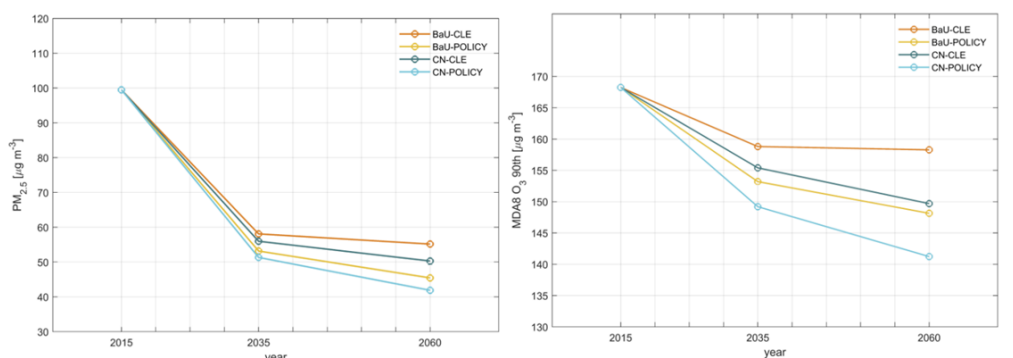 120
110
100
90
80
70
60
50
40
30
PM2.5 [μg m-3]
2015
2035
2060
year
BaU-CLE
BaU-POLICY
CN-CLE
CN-POLICY
170
165
160
155
150
145
140
135
130
MDA8 O3 90th [μg m-3]
2015
2035
2060
year
BaU-CLE
BaU-POLICY
CN-CLE
CN-POLICY